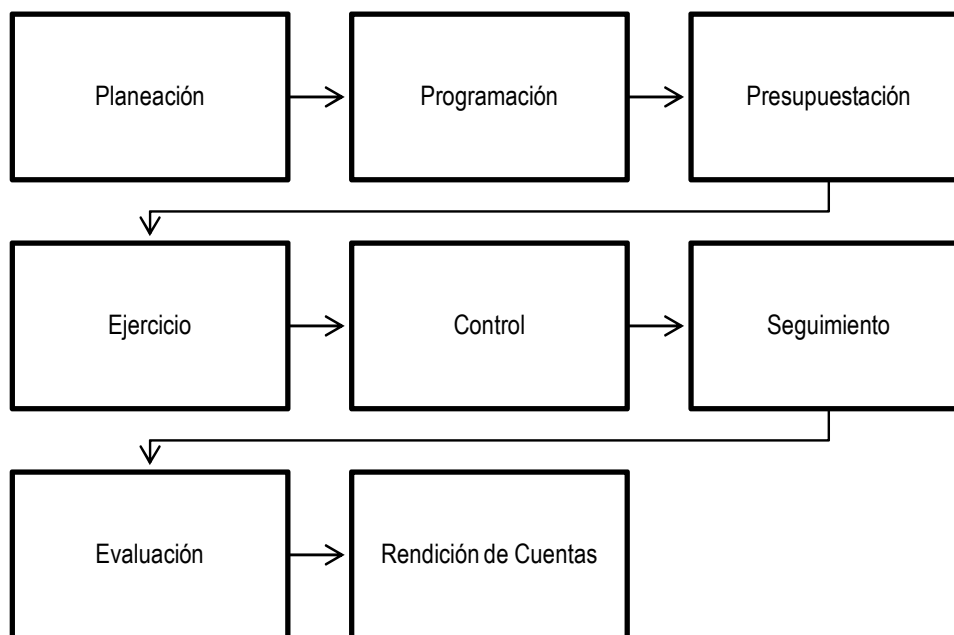 Planeación
Programación
Presupuestación
Ejercicio
Control
Seguimiento
Evaluación
Rendición de Cuentas